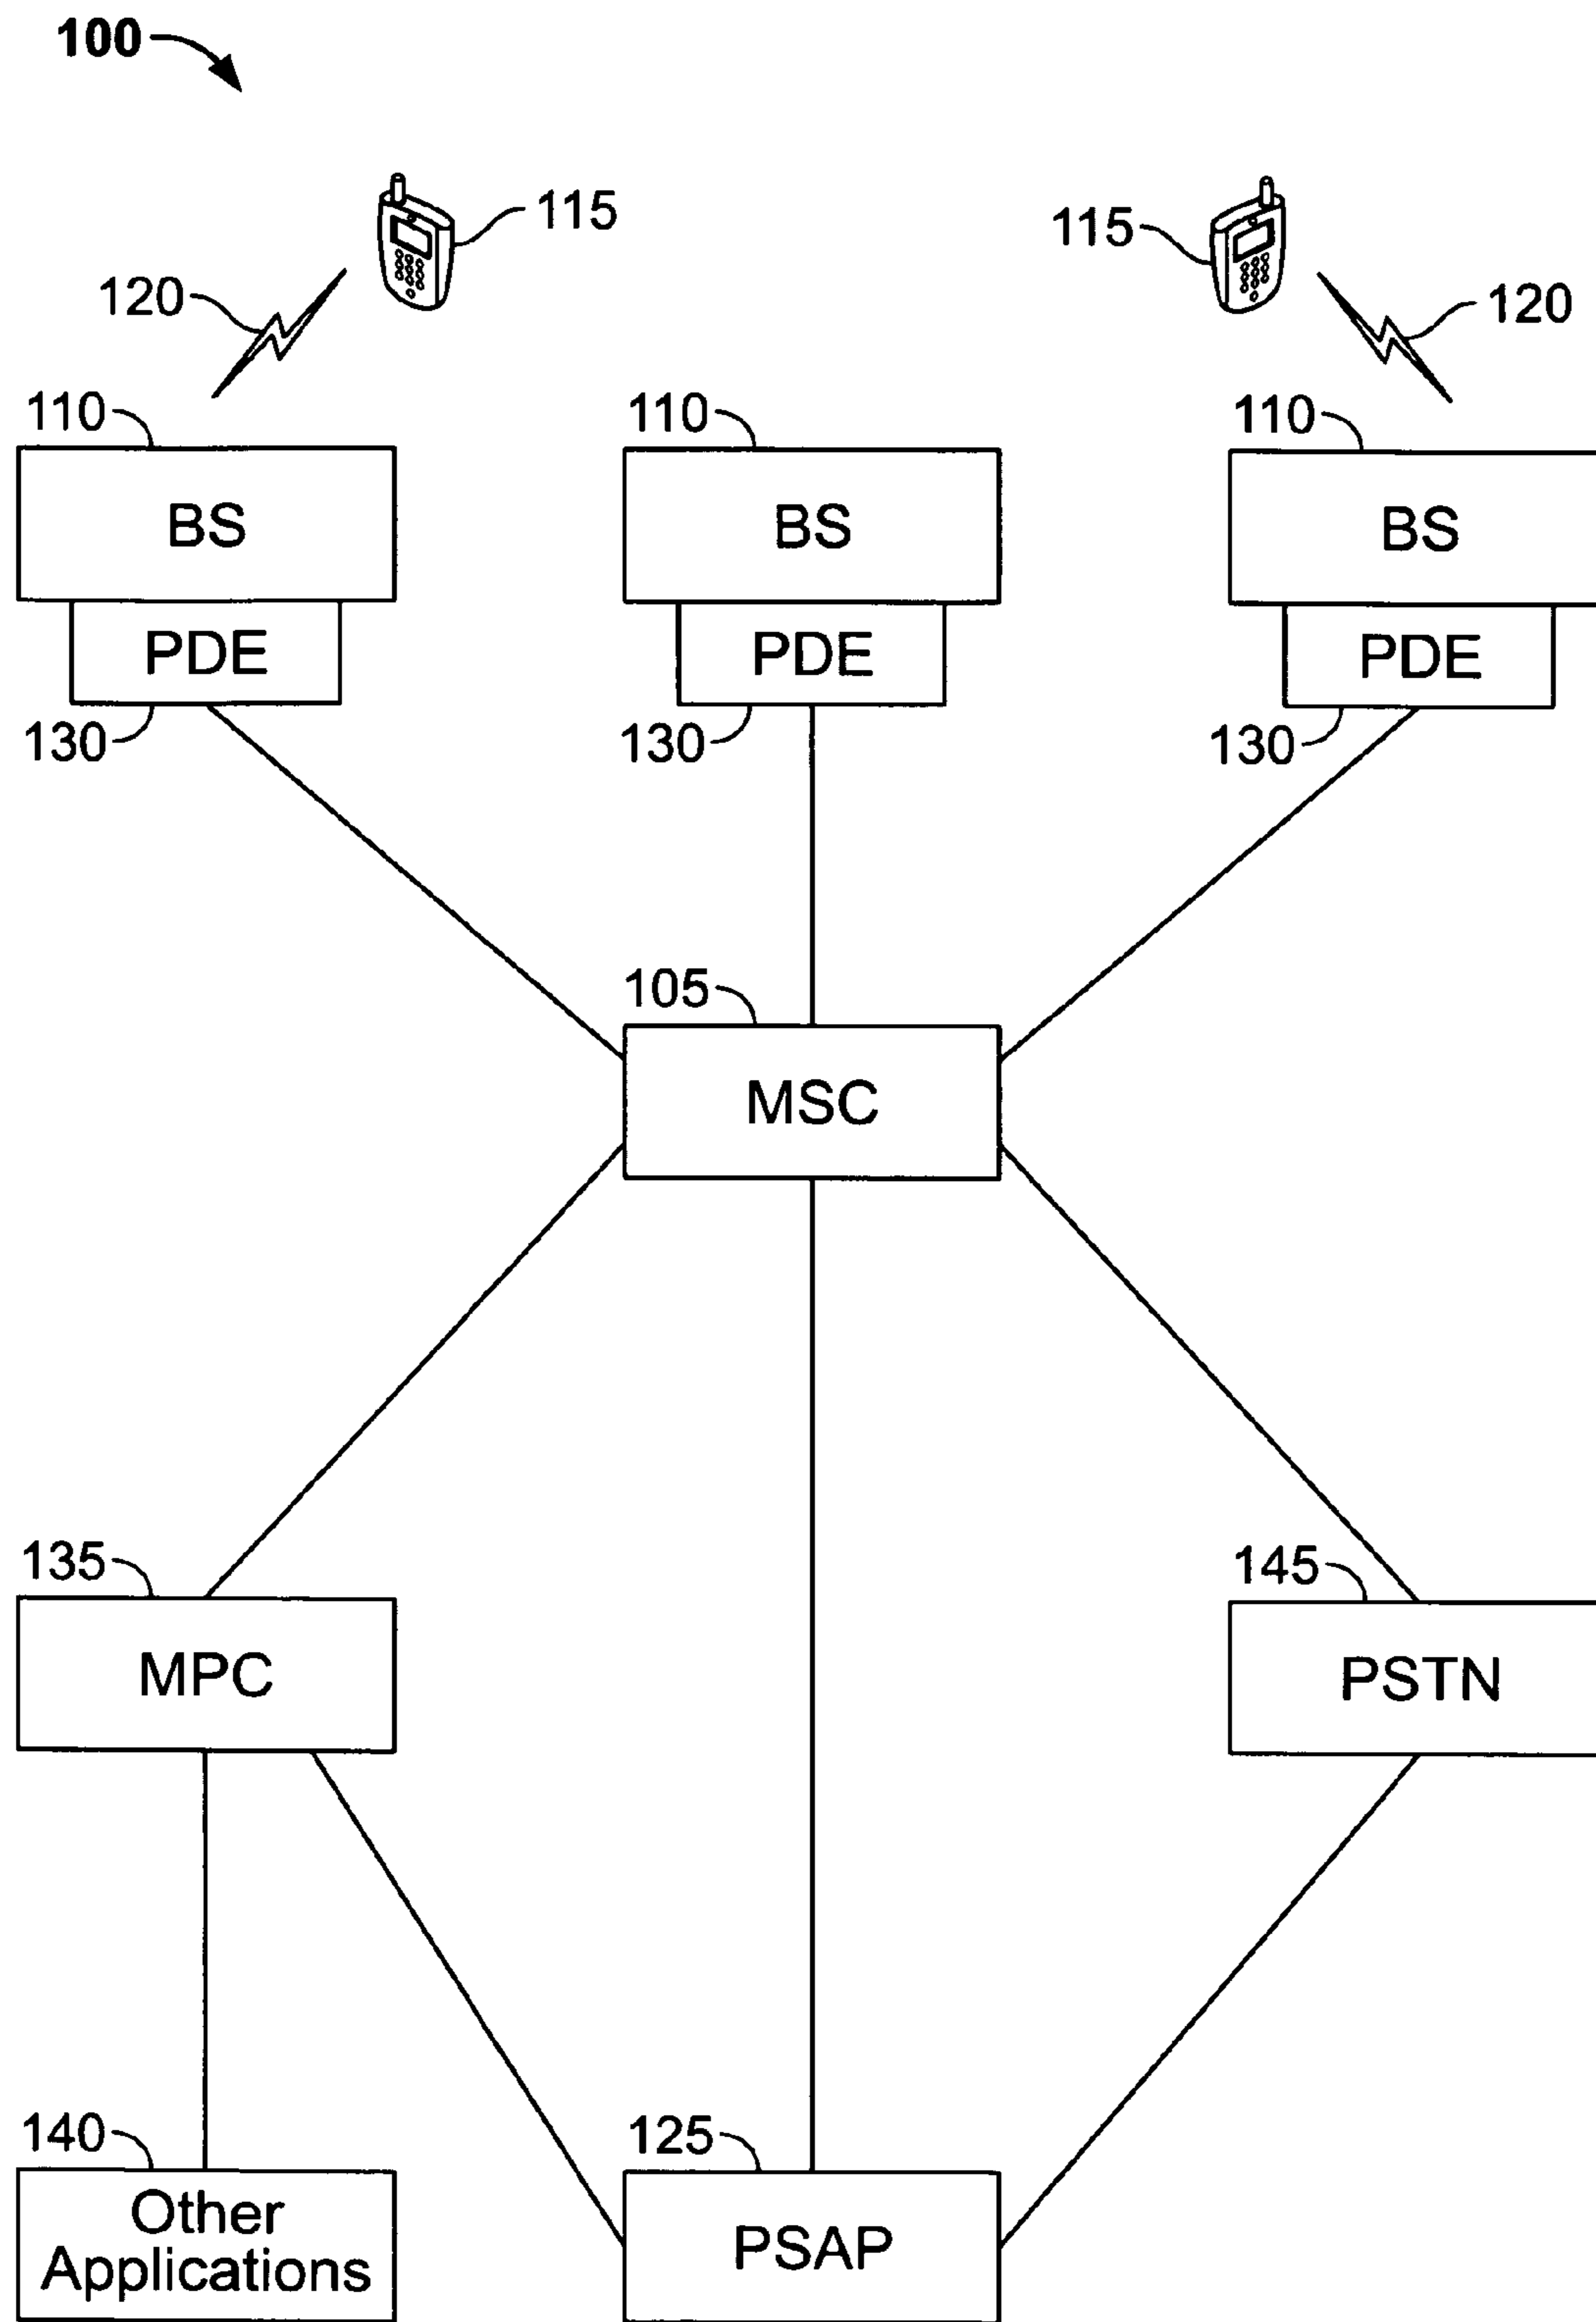 100
115
115
120
120
110
110
110
BS
BS
BS
PDE
PDE
PDE
130
130
130
105
MSC
135
145
MPC
PSTN
140
125
Other
Applications
PSAP